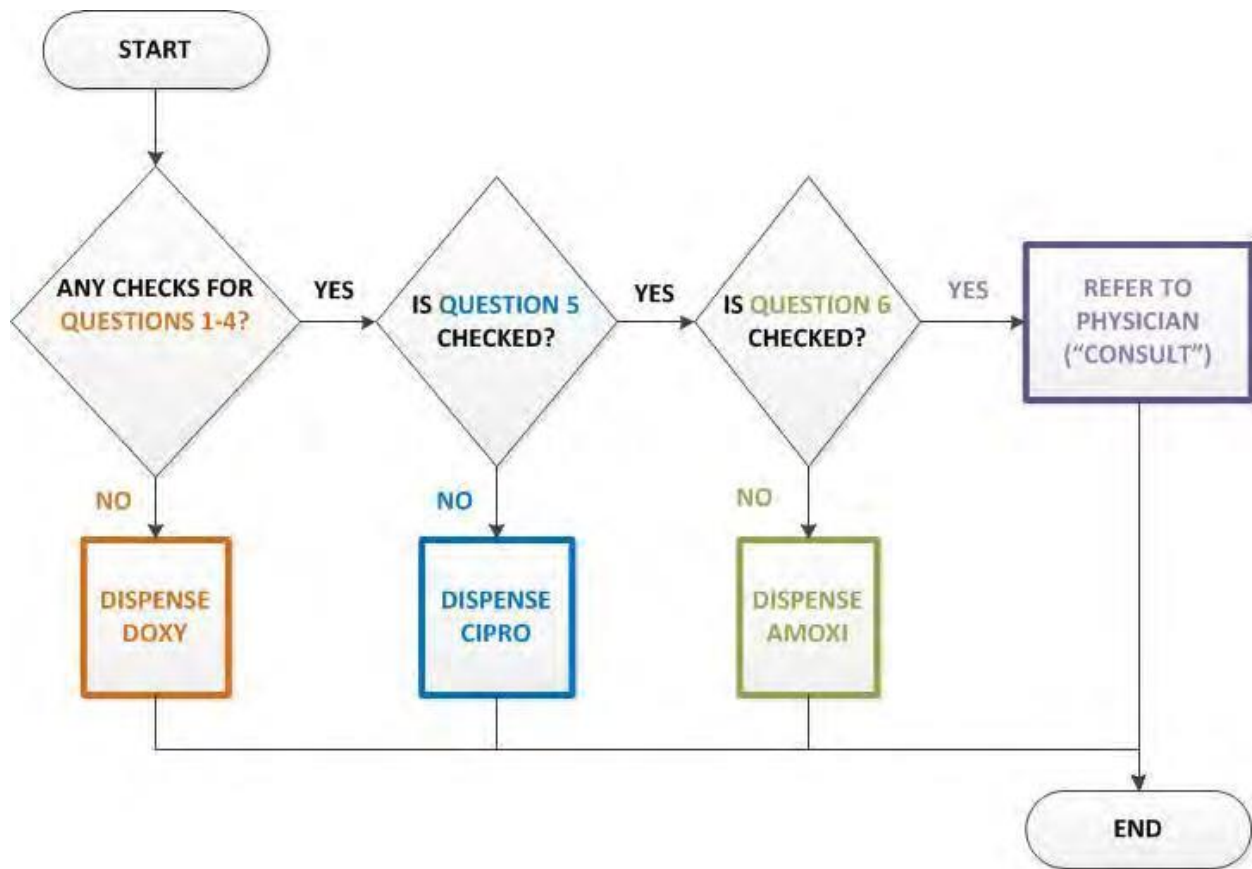 START
ANY CHECKS FOR
QUESTIONS 1-4?
YES
IS QUESTION 5
CHECKED?
YES
IS QUESTION 6
CHECKED?
YES
REFER TO
PHYSICIAN
(“CONSULT”)
NO
DISPENSE
DOXY
NO
DISPENSE
CIPRO
NO
DISPENSE
AMOXI
END